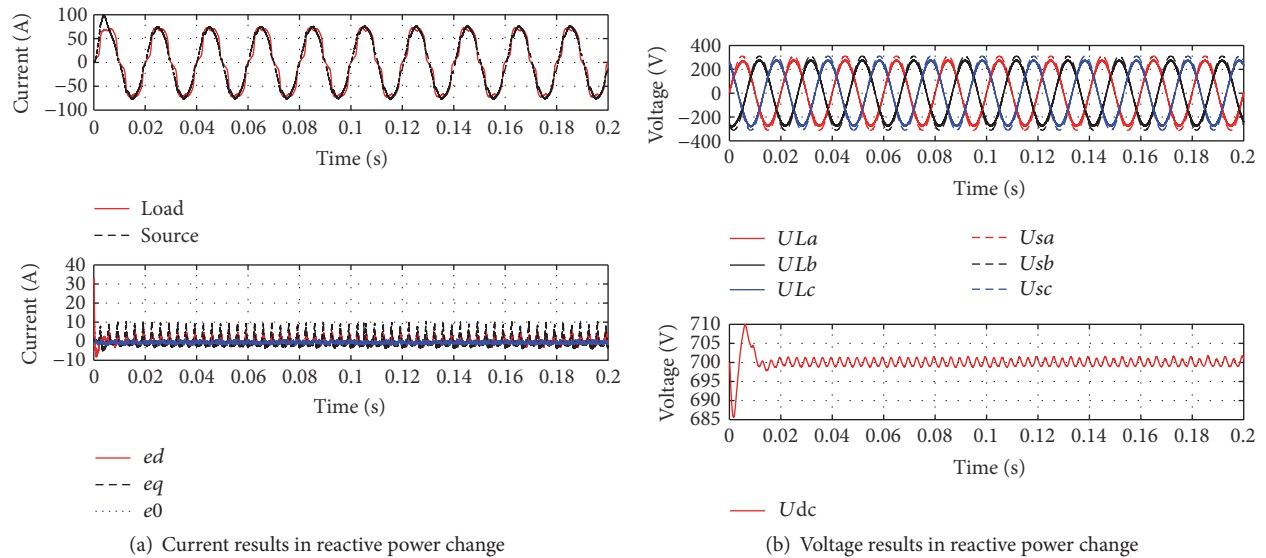 100
50
0
−50
−100
Current (A)
0 0.02 0.04 0.06 0.08 0.1 0.12 0.14 0.16 0.18 0.2
Time (s)
Load
Source
40
30
20
10
0
−10
Current (A)
0 0.02 0.04 0.06 0.08 0.1 0.12 0.14 0.16 0.18 0.2
Time (s)
ed
eq
e0
(a) Current results in reactive power change
400
200
0
−200
−400
Voltage (V)
0 0.02 0.04 0.06 0.08 0.1 0.12 0.14 0.16 0.18 0.2
Time (s)
ULa Usa
ULb Usb
ULc Usc
710
705
700
695
690
685
Voltage (V)
0 0.02 0.04 0.06 0.08 0.1 0.12 0.14 0.16 0.18 0.2
Time (s)
Udc
(b) Voltage results in reactive power change